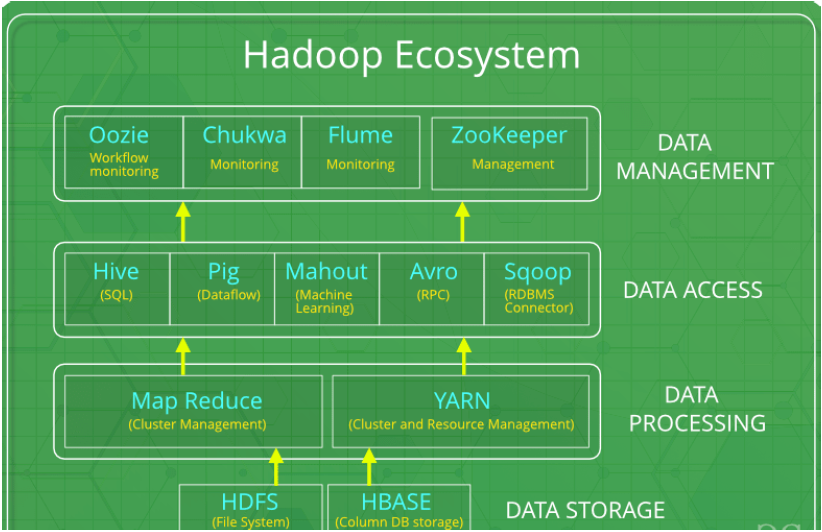 Hadoop Ecosystem
Oozie
Workflow
monitoring
Chukwa
Monitoring
Flume
Monitoring
ZooKeeper
Management
DATA
MANAGEMENT
Hive
(SQL)
Pig
(Dataflow)
Mahout
(Machine
Learning)
Avro
(RPC)
Sqoop
(RDBMS
Connector)
DATA ACCESS
Map Reduce
(Cluster Management)
YARN
(Cluster and Resource Management)
DATA
PROCESSING
HDFS
(File System)
HBASE
(Column DB storage)
DATA STORAGE